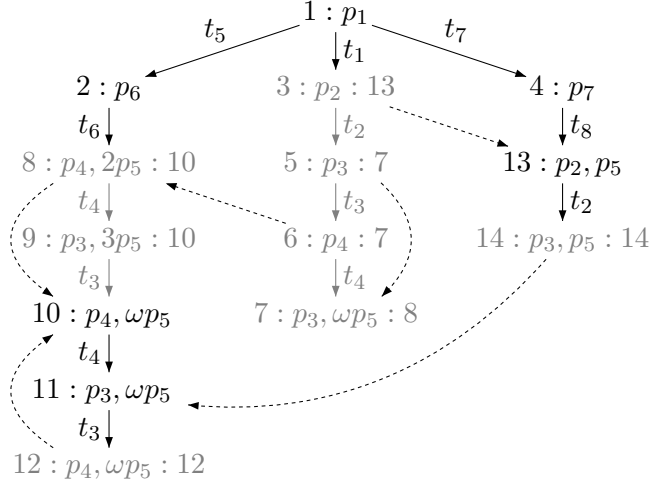 1 : p₁
t₅ t₁ t₇
2 : p₆ 3 : p₂ : 13 4 : p₇
t₆ t₂ t₈
8 : p₄, 2p₅ : 10 5 : p₃ : 7 13 : p₂, p₅
t₄ t₃ t₂
9 : p₃, 3p₅ : 10 6 : p₄ : 7 14 : p₃, p₅ : 14
t₃ t₄
10 : p₄, ωp₅ 7 : p₃, ωp₅ : 8
t₄
11 : p₃, ωp₅
t₃
12 : p₄, ωp₅ : 12